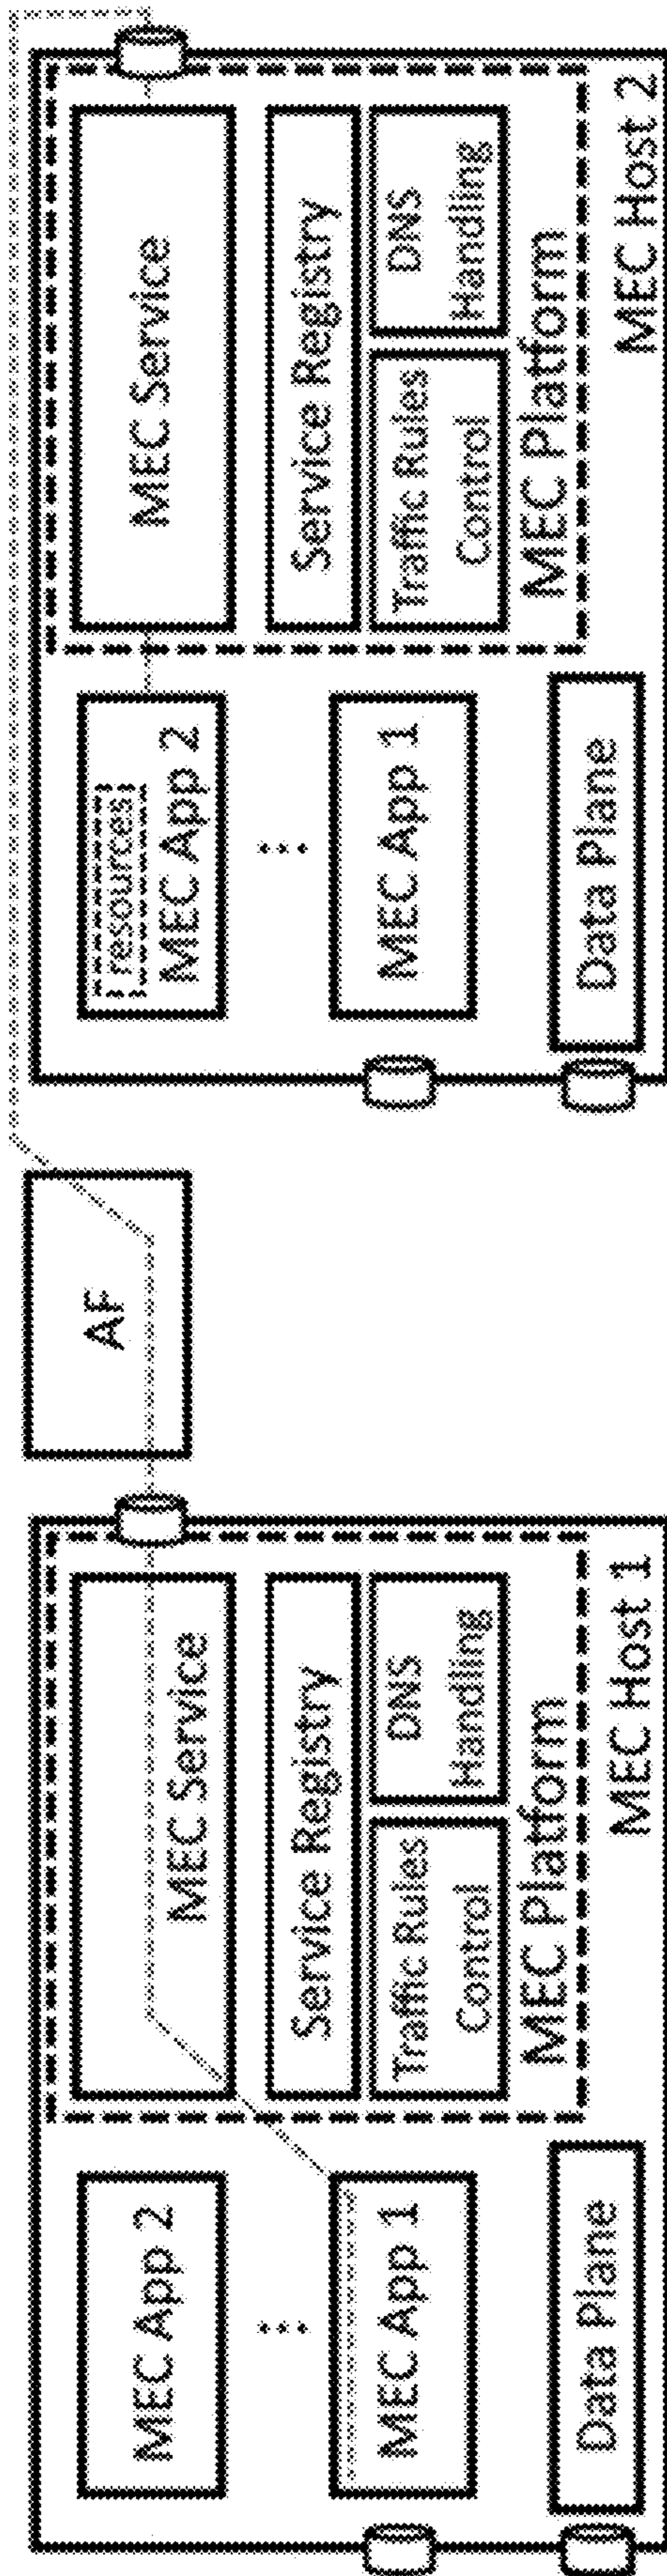 MEC App 2
...
MEC App 1
Data Plane
MEC Service
Service Registry
Traffic Rules
Control
DNS
Handling
MEC Platform
MEC Host 1
AF
resources
MEC App 2
...
MEC App 1
Data Plane
MEC Service
Service Registry
Traffic Rules
Control
DNS
Handling
MEC Platform
MEC Host 2